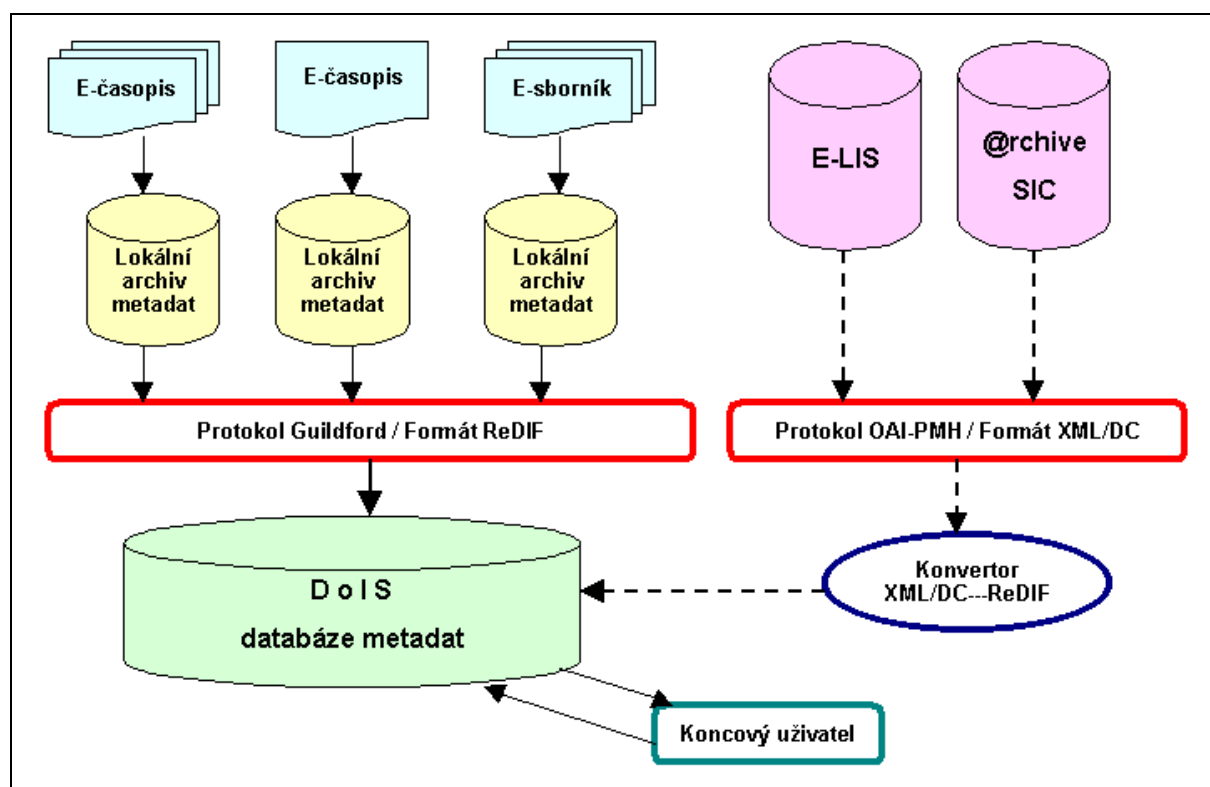 E-časopis
E-časopis
E-sborník
E-LIS
@rchive
SIC
Lokální
archiv
metadat
Lokální
archiv
metadat
Lokální
archiv
metadat
Protokol Guildford / Formát ReDIF
Protokol OAI-PMH / Formát XML/DC
D o I S
databáze metadat
Konvertor
XML/DC---ReDIF
Koncový uživatel